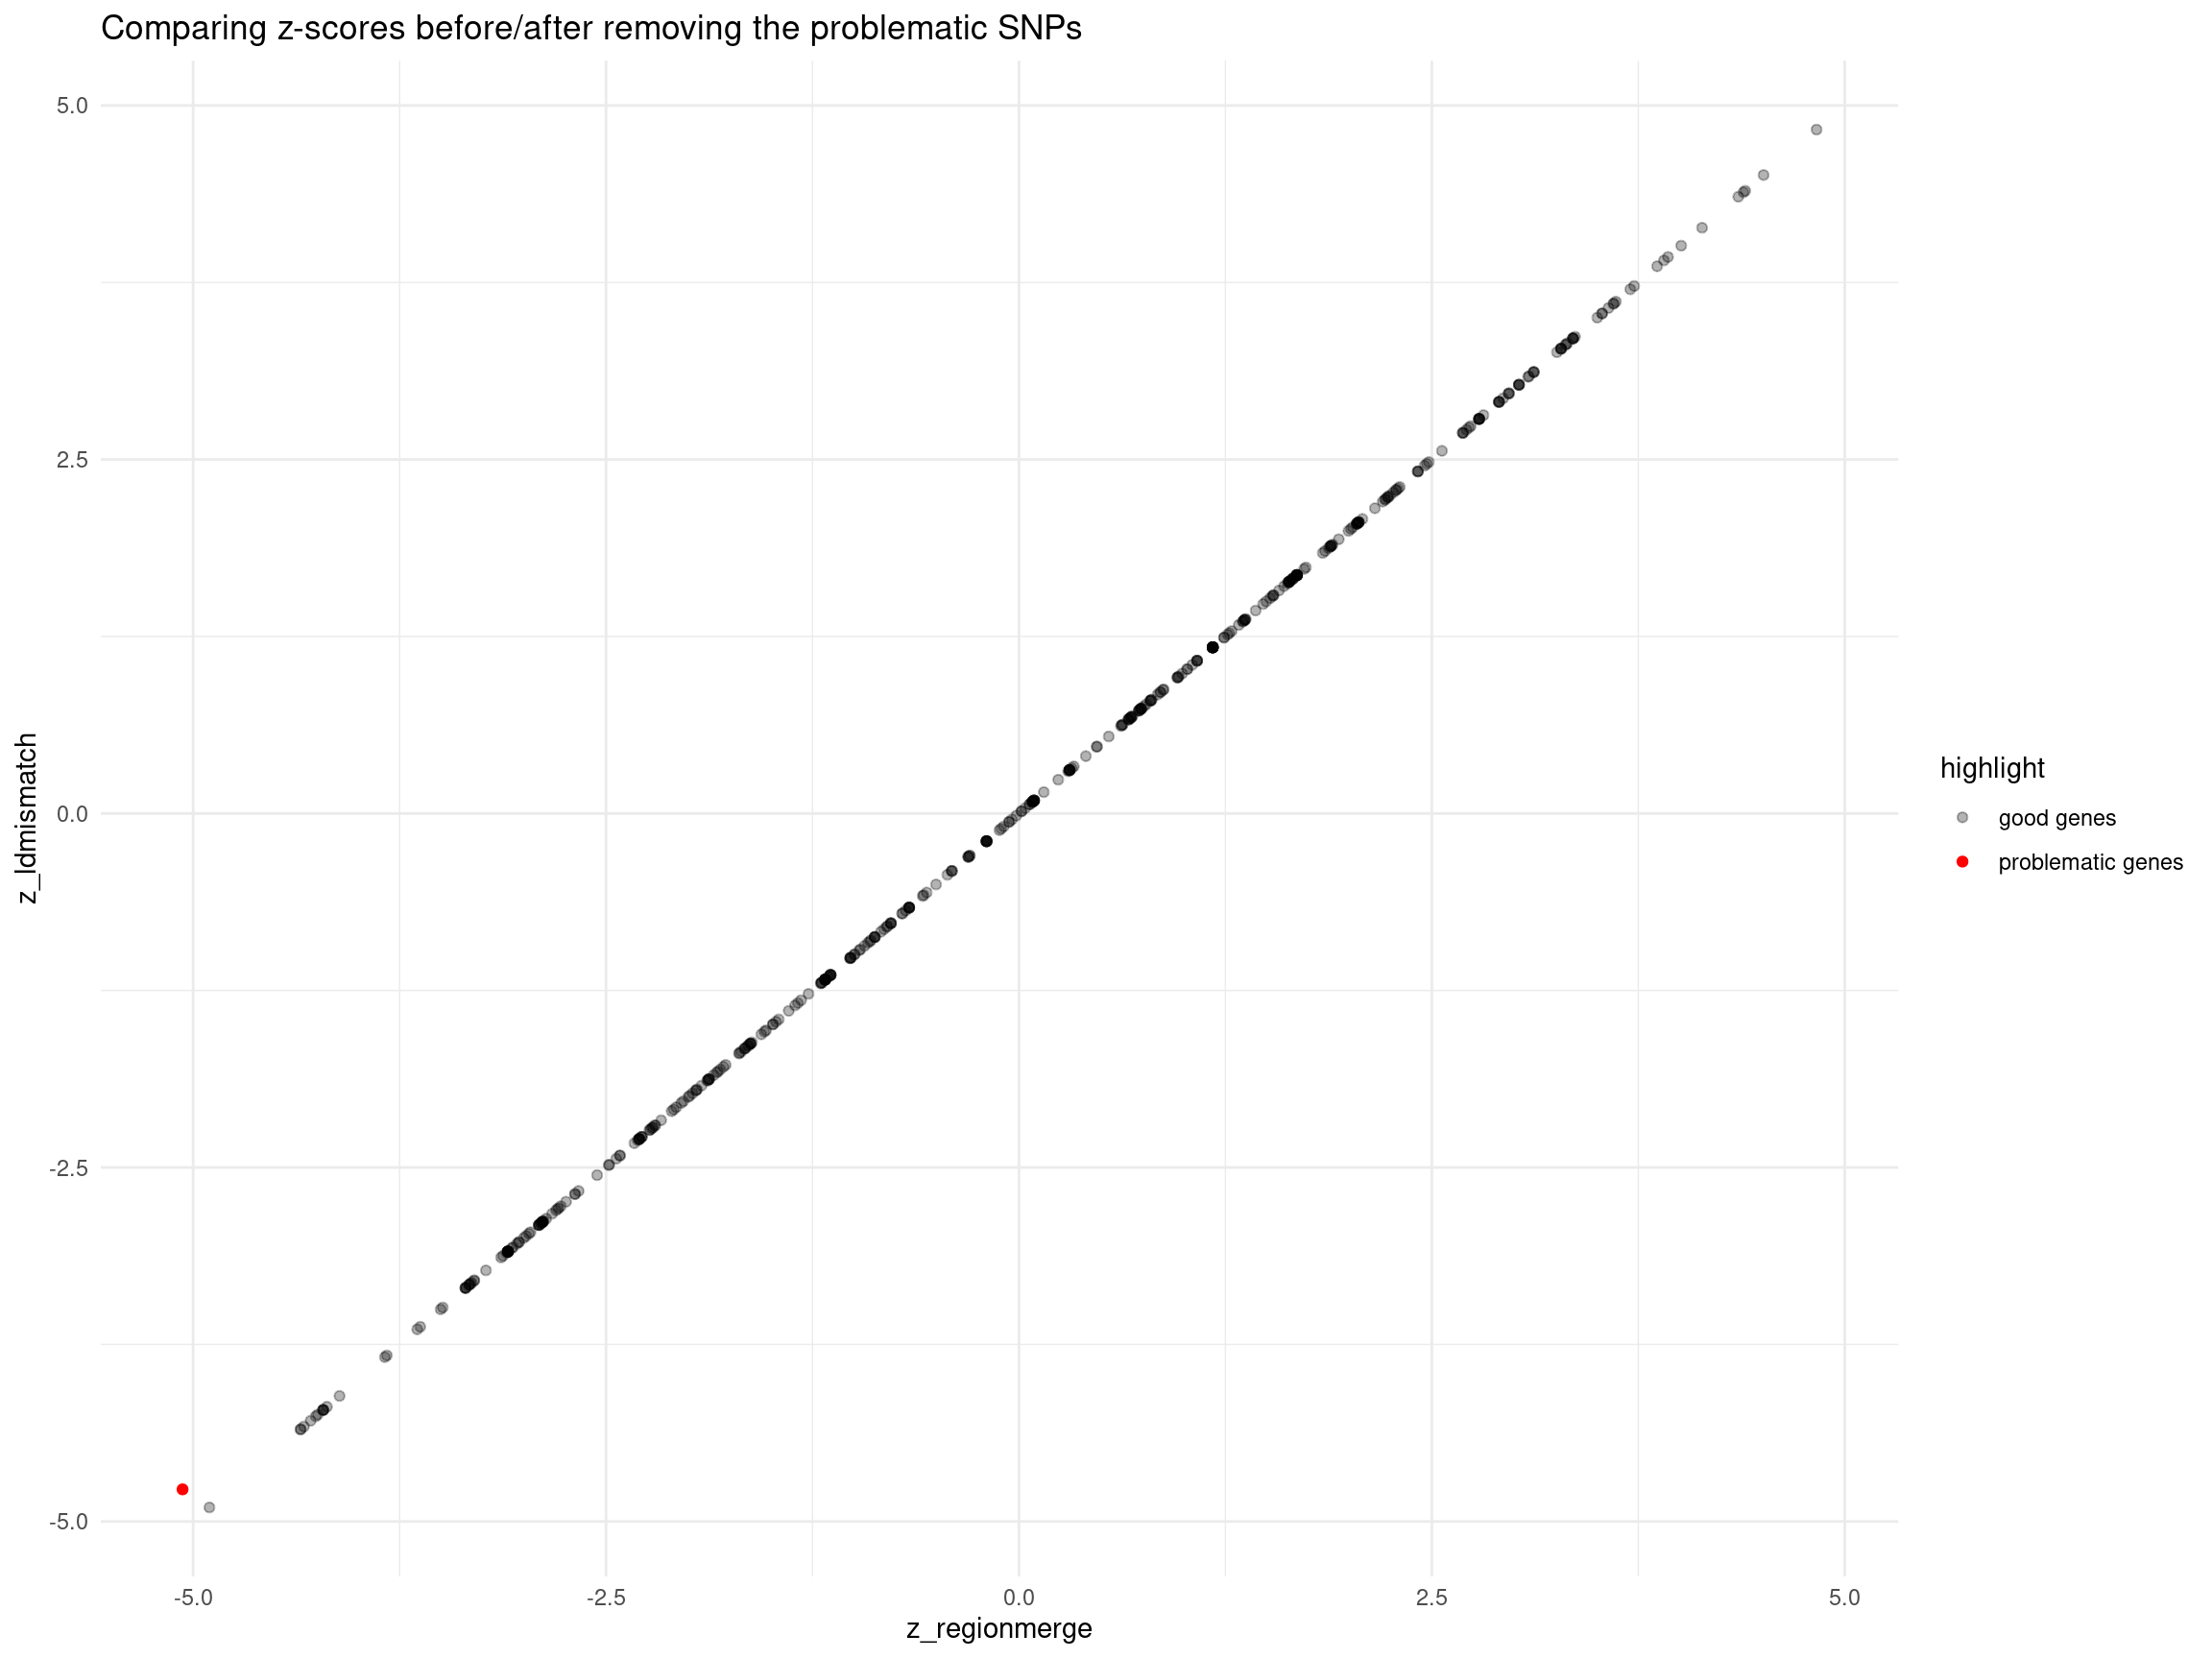 Comparing z-scores before/after removing the problematic SNPs
5.0
2.5
0.0
-2.5
-5.0
z_ldmismatch
-5.0
-2.5
0.0
2.5
5.0
z_regionmerge
highlight
good genes
problematic genes